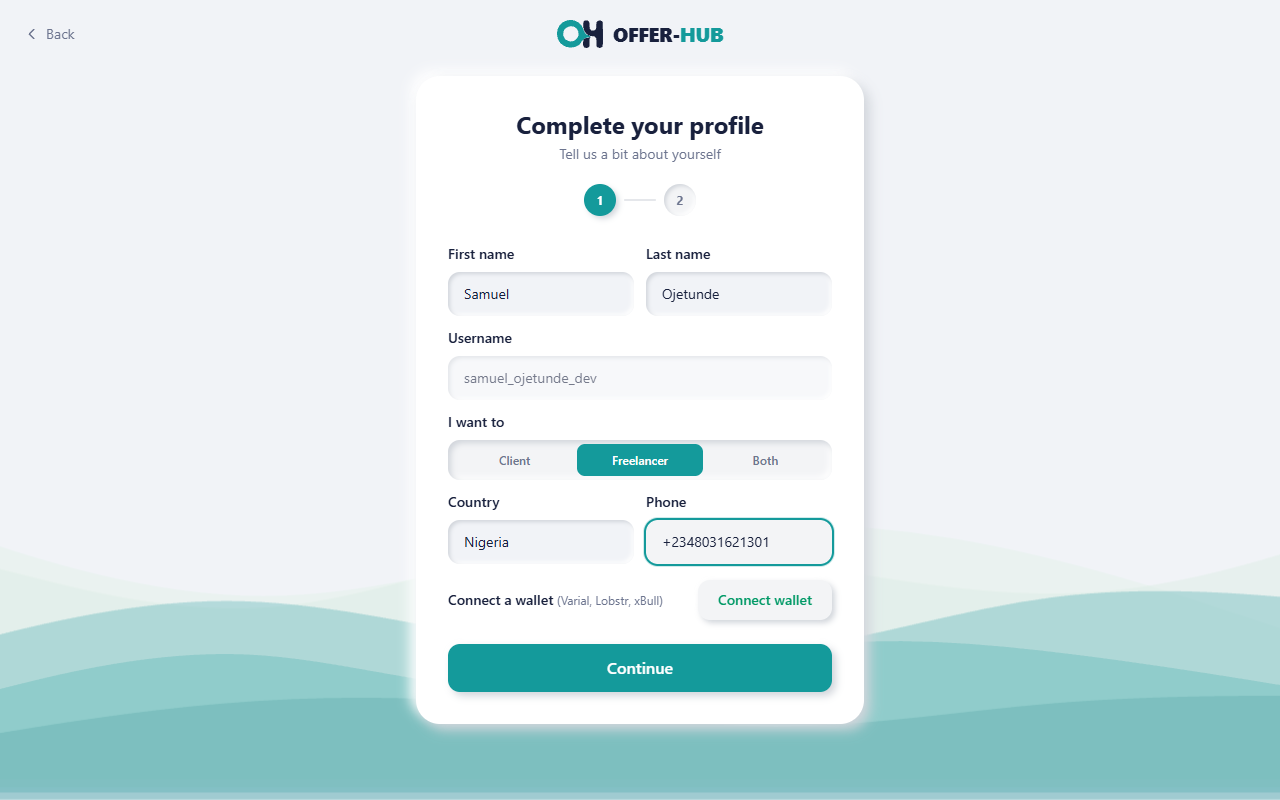 Back
OH OFFER-HUB
Complete your profile
Tell us a bit about yourself
1 2
First name Last name
Samuel Ojetunde
Username
samuel_ojetunde_dev
I want to
Client Freelancer Both
Country Phone
Nigeria +2348031621301
Connect a wallet (Varial, Lobstr, xBull) Connect wallet
Continue